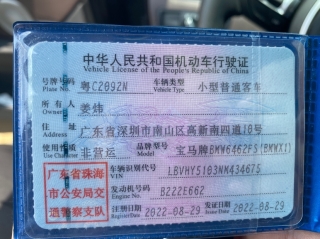 中华人民共和国机动车行驶证
Vehicle License of the People's Republic of China
号牌号码 粤C2092N 车辆类型 小型普通客车
Plate No. Vehicle Type
所有人 姜炜
Owner
住址 广东省深圳市南山区高新南四道18号
Address
使用性质 非营运 品牌型号 宝马牌BMW6462FS(BMWX1)
Use Character Model
广东省珠海市公安局交通警察支队
车辆识别代号 LBVHY5103NM434675
VIN
发动机号码 B222E662
Engine No.
注册日期 2022-08-29 发证日期 2022-08-29
Register Date Issue Date